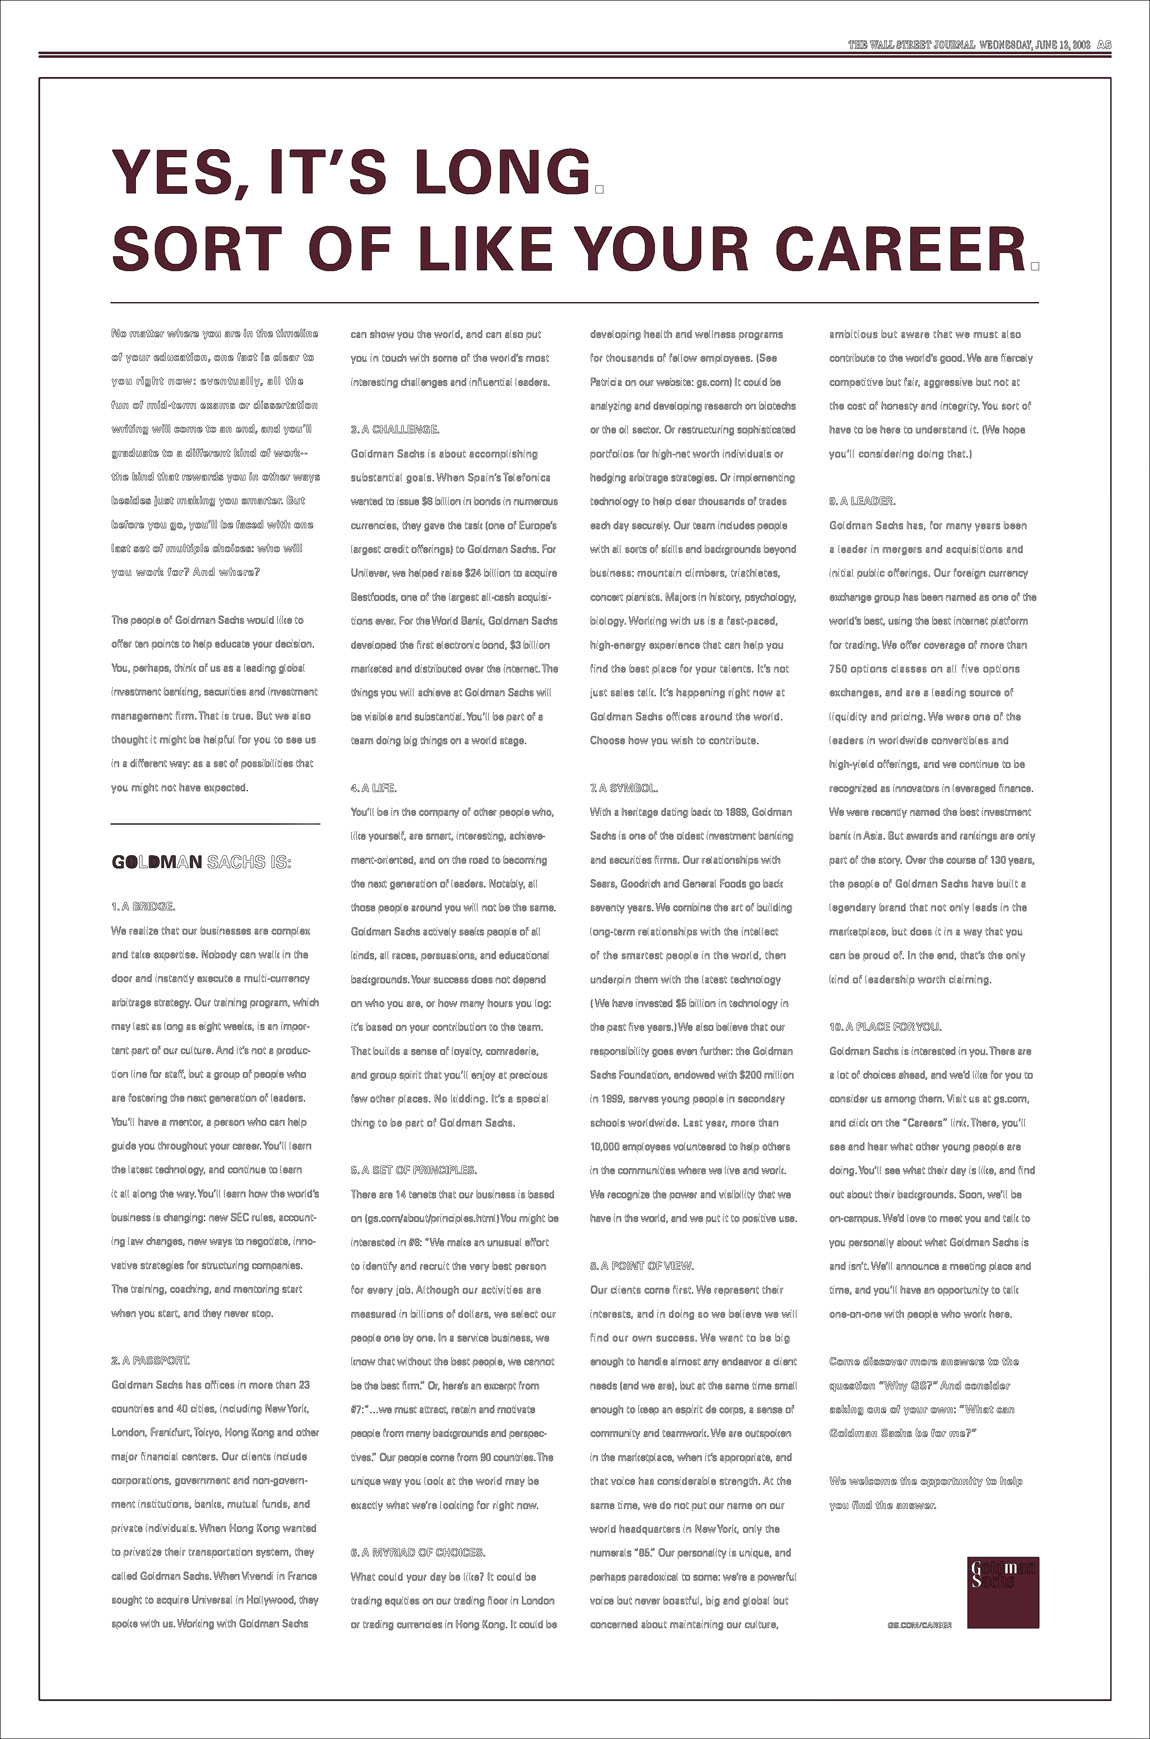 THE WALL STREET JOURNAL WEDNESDAY, JUNE 12, 2002 A5
YES, IT'S LONG.
SORT OF LIKE YOUR CAREER.
No matter where you are in the timeline
of your education, one fact is clear to
you right now: eventually, all the
fun of mid-term exams or dissertation
writing will come to an end, and you'll
graduate to a different kind of work--
the kind that rewards you in other ways
besides just making you smarter. But
before you go, you'll be faced with one
last set of multiple choices: who will
you work for? And where?
The people of Goldman Sachs would like to
offer ten points to help educate your decision.
You, perhaps, think of us as a leading global
investment banking, securities and investment
management firm. That is true. But we also
thought it might be helpful for you to see us
in a different way: as a set of possibilities that
you might not have expected.
GOLDMAN SACHS IS:
1. A BRIDGE.
We realize that our businesses are complex
and take expertise. Nobody can walk in the
door and instantly execute a multi-currency
arbitrage strategy. Our training program, which
may last as long as eight weeks, is an impor-
tant part of our culture. And it's not a produc-
tion line for staff, but a group of people who
are fostering the next generation of leaders.
You'll have a mentor, a person who can help
guide you throughout your career. You'll learn
the latest technology, and continue to learn
it all along the way. You'll learn how the world's
business is changing: new SEC rules, account-
ing law changes, new ways to negotiate, inno-
vative strategies for structuring companies.
The training, coaching, and mentoring start
when you start, and they never stop.
2. A PASSPORT.
Goldman Sachs has offices in more than 23
countries and 40 cities, including New York,
London, Frankfurt, Tokyo, Hong Kong and other
major financial centers. Our clients include
corporations, government and non-govern-
ment institutions, banks, mutual funds, and
private individuals. When Hong Kong wanted
to privatize their transportation system, they
called Goldman Sachs. When Vivendi in France
sought to acquire Universal in Hollywood, they
spoke with us. Working with Goldman Sachs
can show you the world, and can also put
you in touch with some of the world's most
interesting challenges and influential leaders.
3. A CHALLENGE.
Goldman Sachs is about accomplishing
substantial goals. When Spain's Telefonica
wanted to issue $6 billion in bonds in numerous
currencies, they gave the task (one of Europe's
largest credit offerings) to Goldman Sachs. For
Unilever, we helped raise $24 billion to acquire
Bestfoods, one of the largest all-cash acquisi-
tions ever. For the World Bank, Goldman Sachs
developed the first electronic bond, $3 billion
marketed and distributed over the internet. The
things you will achieve at Goldman Sachs will
be visible and substantial. You'll be part of a
team doing big things on a world stage.
4. A LIFE.
You'll be in the company of other people who,
like yourself, are smart, interesting, achieve-
ment-oriented, and on the road to becoming
the next generation of leaders. Notably, all
those people around you will not be the same.
Goldman Sachs actively seeks people of all
kinds, all races, persuasions, and educational
backgrounds. Your success does not depend
on who you are, or how many hours you log:
it's based on your contribution to the team.
That builds a sense of loyalty, comraderie,
and group spirit that you'll enjoy at precious
few other places. No kidding. It's a special
thing to be part of Goldman Sachs.
5. A SET OF PRINCIPLES.
There are 14 tenets that our business is based
on (gs.com/about/principles.html) You might be
interested in #6: "We make an unusual effort
to identify and recruit the very best person
for every job. Although our activities are
measured in billions of dollars, we select our
people one by one. In a service business, we
know that without the best people, we cannot
be the best firm." Or, here's an excerpt from
#7:"...we must attract, retain and motivate
people from many backgrounds and perspec-
tives." Our people come from 90 countries. The
unique way you look at the world may be
exactly what we're looking for right now.
6. A MYRIAD OF CHOICES.
What could your day be like? It could be
trading equities on our trading floor in London
or trading currencies in Hong Kong. It could be
developing health and wellness programs
for thousands of fellow employees. (See
Patricia on our website: gs.com) It could be
analyzing and developing research on biotechs
or the oil sector. Or restructuring sophisticated
portfolios for high-net worth individuals or
hedging arbitrage strategies. Or implementing
technology to help clear thousands of trades
each day securely. Our team includes people
with all sorts of skills and backgrounds beyond
business: mountain climbers, triathletes,
concert pianists. Majors in history, psychology,
biology. Working with us is a fast-paced,
high-energy experience that can help you
find the best place for your talents. It's not
just sales talk. It's happening right now at
Goldman Sachs offices around the world.
Choose how you wish to contribute.
7. A SYMBOL.
With a heritage dating back to 1869, Goldman
Sachs is one of the oldest investment banking
and securities firms. Our relationships with
Sears, Goodrich and General Foods go back
seventy years. We combine the art of building
long-term relationships with the intellect
of the smartest people in the world, then
underpin them with the latest technology
(We have invested $5 billion in technology in
the past five years.) We also believe that our
responsibility goes even further: the Goldman
Sachs Foundation, endowed with $200 million
in 1999, serves young people in secondary
schools worldwide. Last year, more than
10,000 employees volunteered to help others
in the communities where we live and work.
We recognize the power and visibility that we
have in the world, and we put it to positive use.
8. A POINT OF VIEW.
Our clients come first. We represent their
interests, and in doing so we believe we will
find our own success. We want to be big
enough to handle almost any endeavor a client
needs (and we are), but at the same time small
enough to keep an espirit de corps, a sense of
community and teamwork. We are outspoken
in the marketplace, when it's appropriate, and
that voice has considerable strength. At the
same time, we do not put our name on our
world headquarters in New York, only the
numerals "85." Our personality is unique, and
perhaps paradoxical to some: we're a powerful
voice but never boastful, big and global but
concerned about maintaining our culture,
ambitious but aware that we must also
contribute to the world's good. We are fiercely
competitive but fair, aggressive but not at
the cost of honesty and integrity. You sort of
have to be here to understand it. (We hope
you'll considering doing that.)
9. A LEADER.
Goldman Sachs has, for many years been
a leader in mergers and acquisitions and
initial public offerings. Our foreign currency
exchange group has been named as one of the
world's best, using the best internet platform
for trading. We offer coverage of more than
750 options classes on all five options
exchanges, and are a leading source of
liquidity and pricing. We were one of the
leaders in worldwide convertibles and
high-yield offerings, and we continue to be
recognized as innovators in leveraged finance.
We were recently named the best investment
bank in Asia. But awards and rankings are only
part of the story. Over the course of 130 years,
the people of Goldman Sachs have built a
legendary brand that not only leads in the
marketplace, but does it in a way that you
can be proud of. In the end, that's the only
kind of leadership worth claiming.
10. A PLACE FOR YOU.
Goldman Sachs is interested in you. There are
a lot of choices ahead, and we'd like for you to
consider us among them. Visit us at gs.com,
and click on the "Careers" link. There, you'll
see and hear what other young people are
doing. You'll see what their day is like, and find
out about their backgrounds. Soon, we'll be
on-campus. We'd love to meet you and talk to
you personally about what Goldman Sachs is
and isn't. We'll announce a meeting place and
time, and you'll have an opportunity to talk
one-on-one with people who work here.
Come discover more answers to the
question "Why GS?" And consider
asking one of your own: "What can
Goldman Sachs be for me?"
We welcome the opportunity to help
you find the answer.
GS.COM/CAREER
Goldman
Sachs